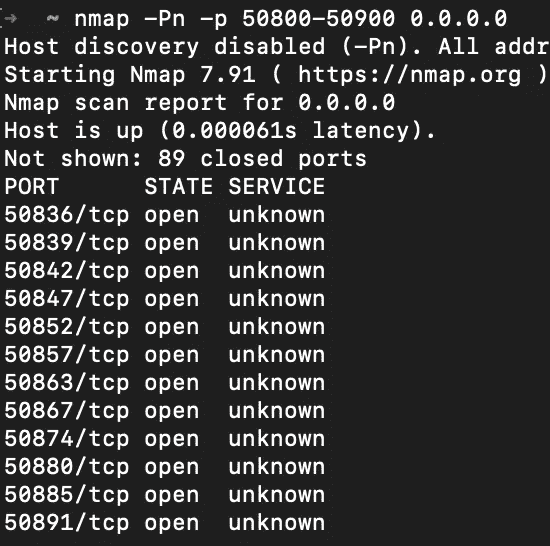 ➜ ~ nmap -Pn -p 50800-50900 0.0.0.0
Host discovery disabled (-Pn). All addr
Starting Nmap 7.91 ( https://nmap.org )
Nmap scan report for 0.0.0.0
Host is up (0.000061s latency).
Not shown: 89 closed ports
PORT      STATE SERVICE
50836/tcp open  unknown
50839/tcp open  unknown
50842/tcp open  unknown
50847/tcp open  unknown
50852/tcp open  unknown
50857/tcp open  unknown
50863/tcp open  unknown
50867/tcp open  unknown
50874/tcp open  unknown
50880/tcp open  unknown
50885/tcp open  unknown
50891/tcp open  unknown